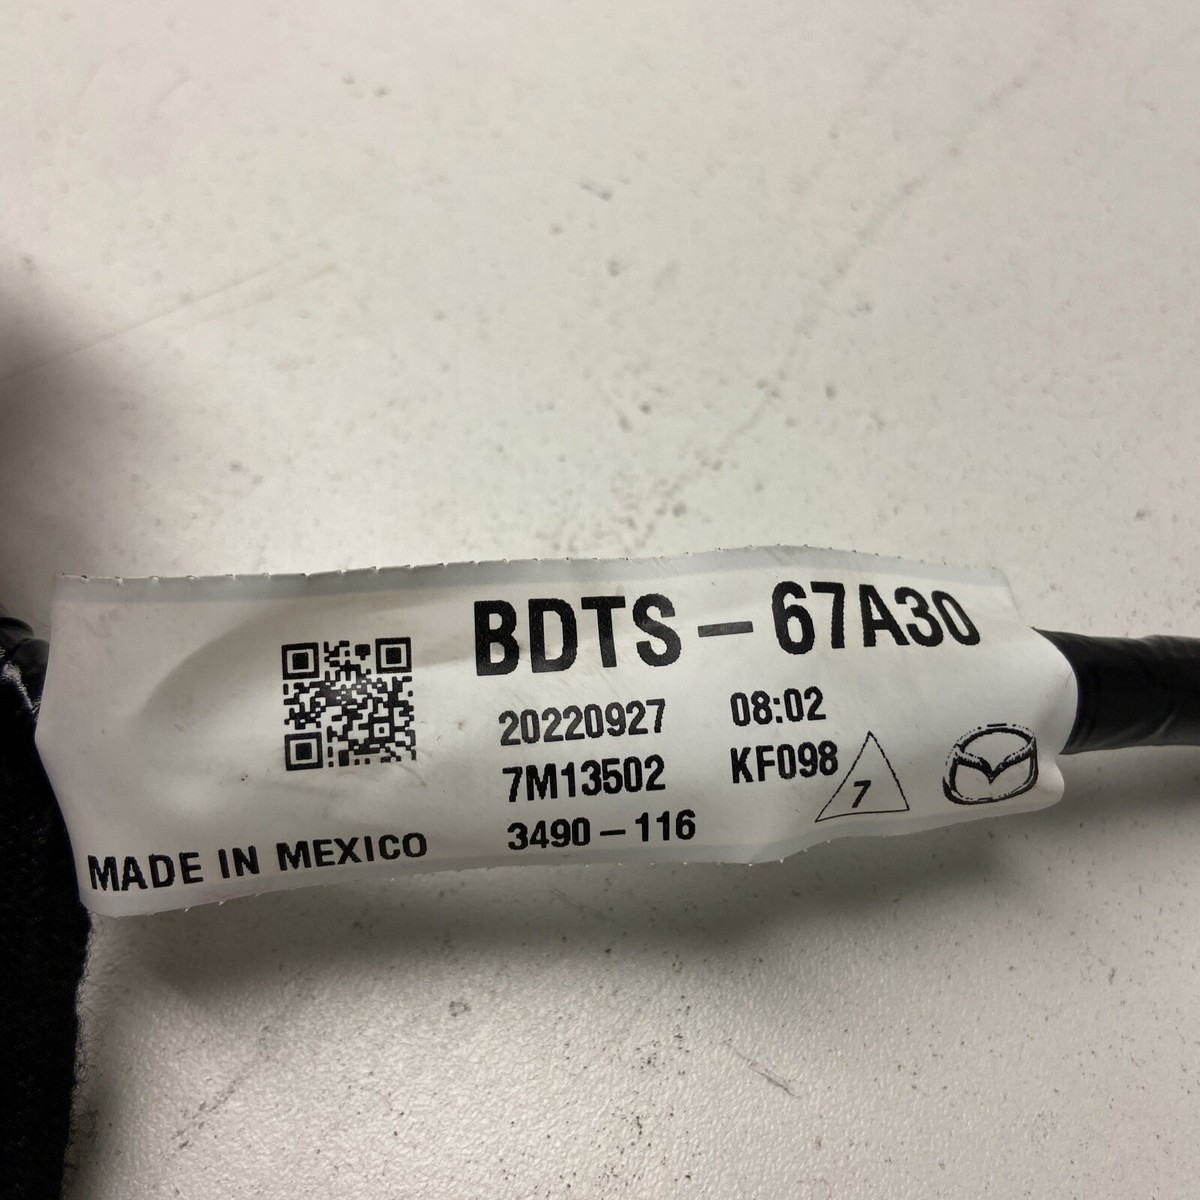 BDTS-67A30
20220927 08:02
7M13502 KF098
7
3490-116
MADE IN MEXICO